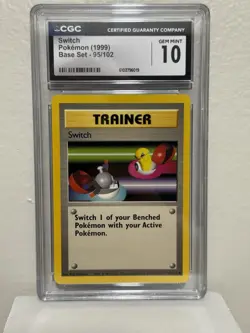 CGC
CERTIFIED GUARANTY COMPANY
Switch
Pokémon (1999)
Base Set - 95/102
GEM MINT
10
TRAINER
Switch
Switch 1 of your Benched
Pokémon with your Active
Pokémon.